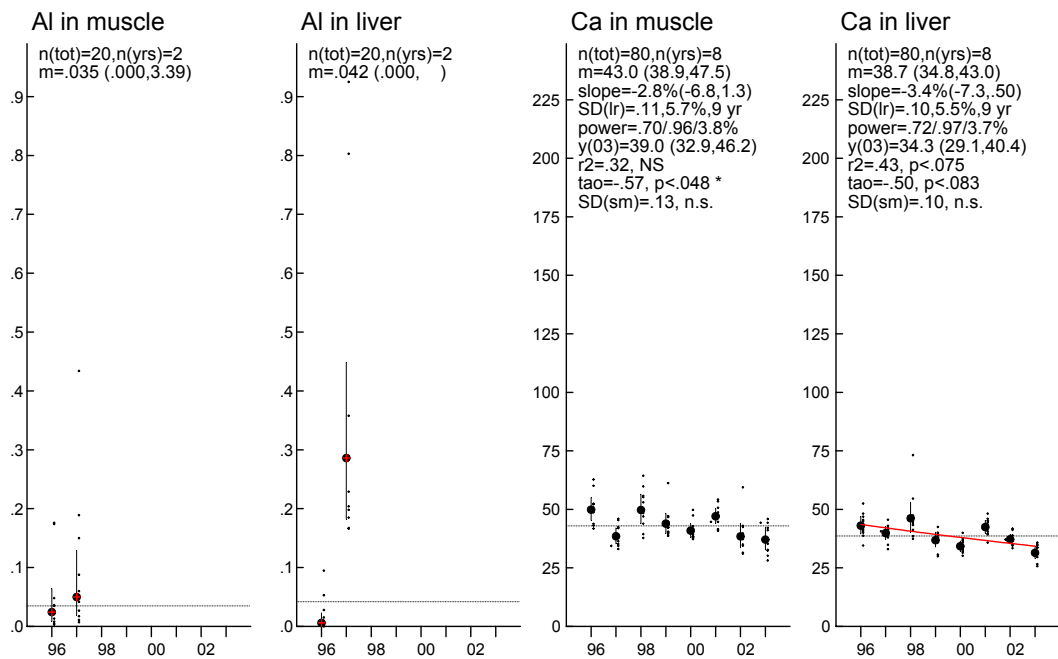 Al in muscle
n(tot)=20,n(yrs)=2
m=.035 (.000,3.39)
.9
.8
.7
.6
.5
.4
.3
.2
.1
.0
96 98 00 02
Al in liver
n(tot)=20,n(yrs)=2
m=.042 (.000, )
.9
.8
.7
.6
.5
.4
.3
.2
.1
.0
96 98 00 02
Ca in muscle
n(tot)=80,n(yrs)=8
m=43.0 (38.9,47.5)
slope=-2.8%(-6.8,1.3)
SD(lr)=.11,5.7%,9 yr
power=.70/.96/3.8%
y(03)=39.0 (32.9,46.2)
r2=.32, NS
tao=-.57, p<.048 *
SD(sm)=.13, n.s.
225
200
175
150
125
100
75
50
25
0
96 98 00 02
Ca in liver
n(tot)=80,n(yrs)=8
m=38.7 (34.8,43.0)
slope=-3.4%(-7.3,.50)
SD(lr)=.10,5.5%,9 yr
power=.72/.97/3.7%
y(03)=34.3 (29.1,40.4)
r2=.43, p<.075
tao=-.50, p<.083
SD(sm)=.10, n.s.
225
200
175
150
125
100
75
50
25
0
96 98 00 02